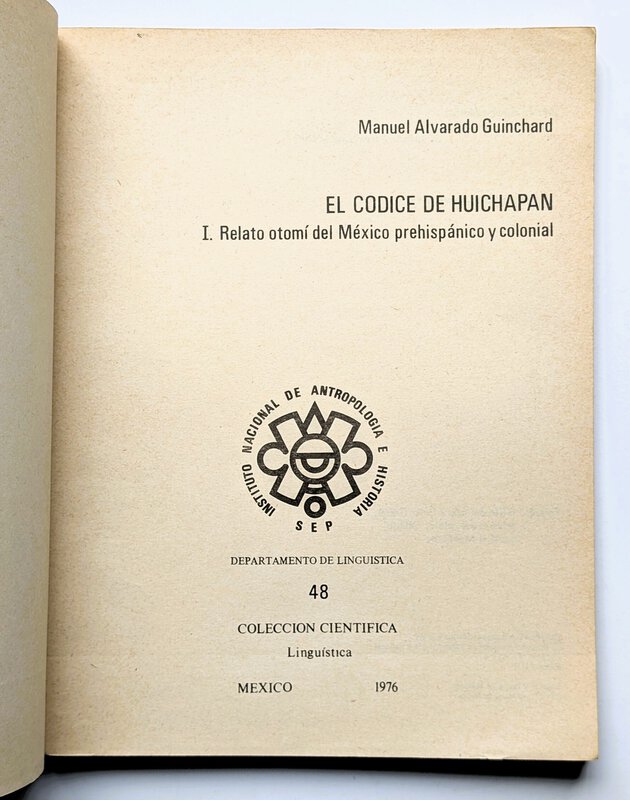 Manuel Alvarado Guinchard
EL CODICE DE HUICHAPAN
I. Relato otomí del México prehispánico y colonial
INSTITUTO NACIONAL DE ANTROPOLOGIA E HISTORIA
SEP
DEPARTAMENTO DE LINGUISTICA
48
COLECCION CIENTIFICA
Linguística
MEXICO 1976